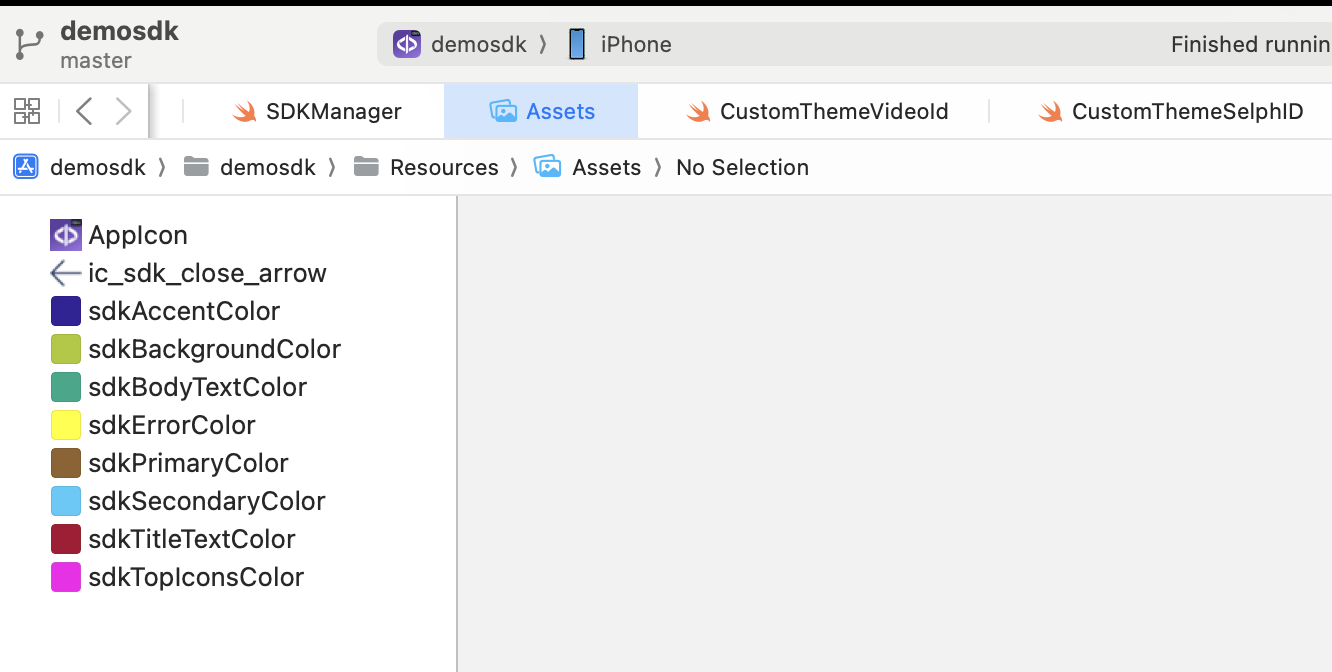 demosdk
master
demosdk 〉 iPhone
Finished runnin
SDKManager
Assets
CustomThemeVideoId
CustomThemeSelphID
demosdk 〉 demosdk 〉 Resources 〉 Assets 〉 No Selection
AppIcon
ic_sdk_close_arrow
sdkAccentColor
sdkBackgroundColor
sdkBodyTextColor
sdkErrorColor
sdkPrimaryColor
sdkSecondaryColor
sdkTitleTextColor
sdkTopIconsColor